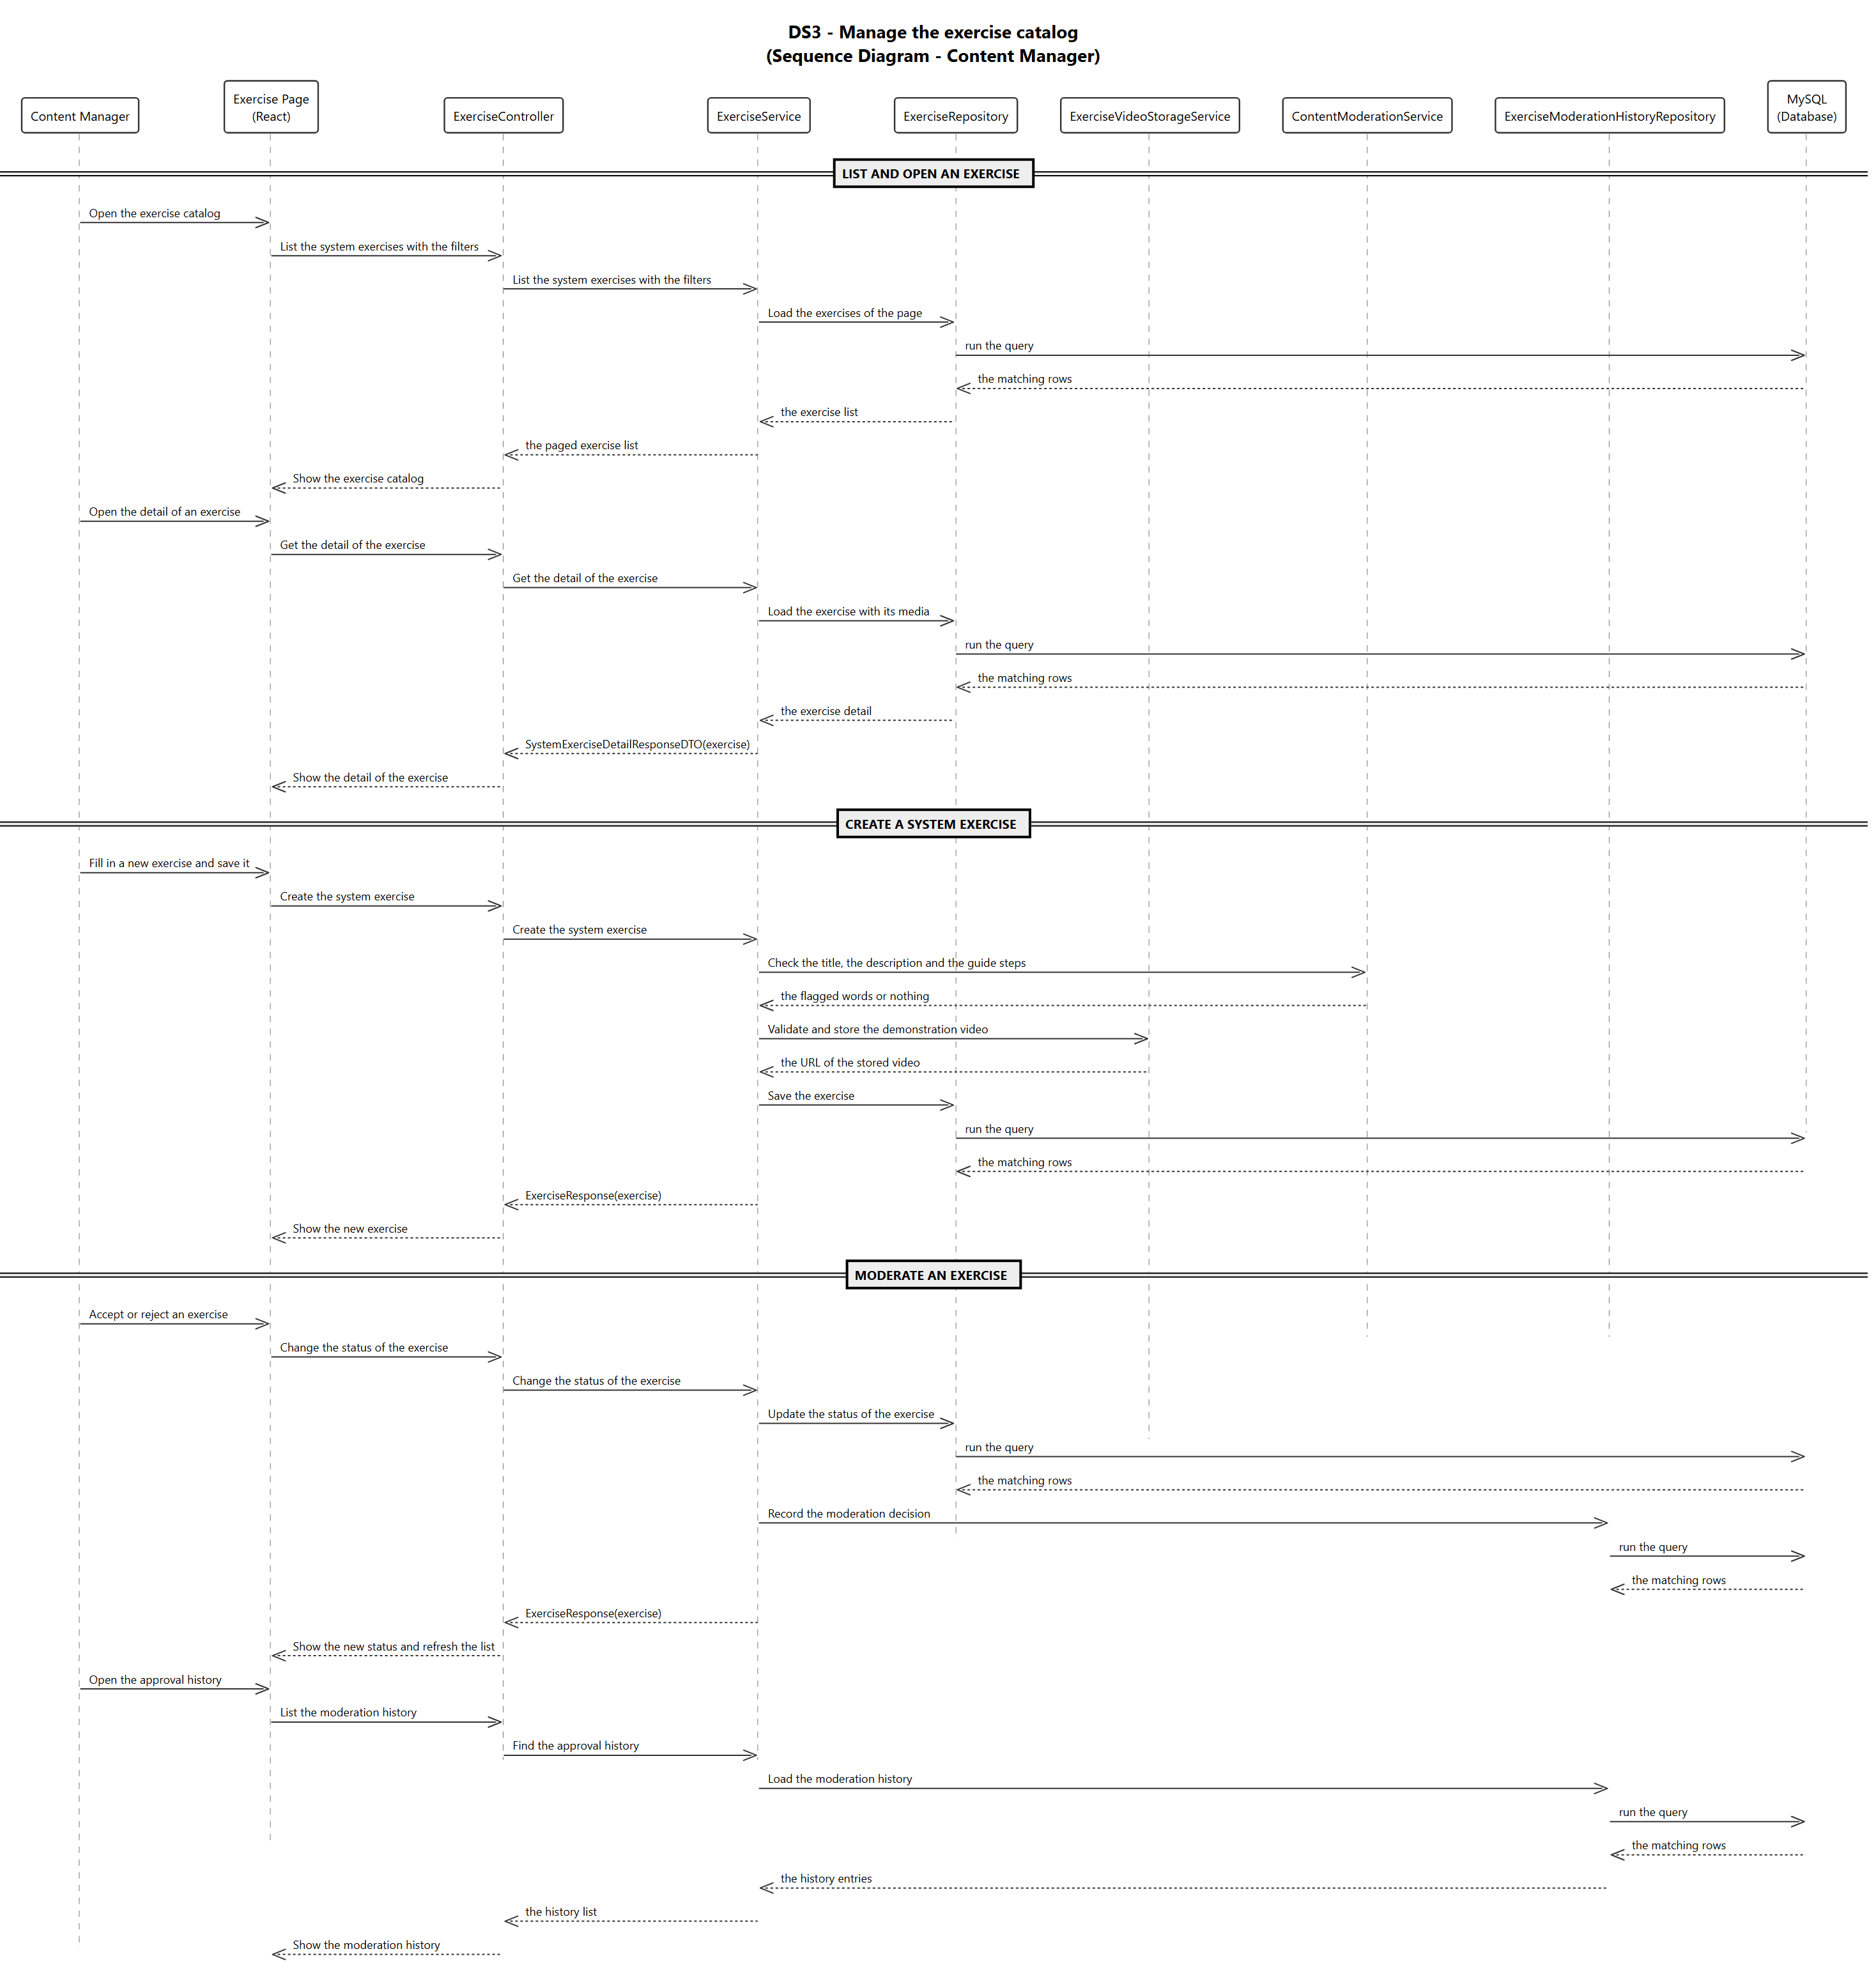 DS3 - Manage the exercise catalog
(Sequence Diagram - Content Manager)
Content Manager
Exercise Page
(React)
ExerciseController
ExerciseService
ExerciseRepository
ExerciseVideoStorageService
ContentModerationService
ExerciseModerationHistoryRepository
MySQL
(Database)
LIST AND OPEN AN EXERCISE
Open the exercise catalog
List the system exercises with the filters
List the system exercises with the filters
Load the exercises of the page
run the query
the matching rows
the exercise list
the paged exercise list
Show the exercise catalog
Open the detail of an exercise
Get the detail of the exercise
Get the detail of the exercise
Load the exercise with its media
run the query
the matching rows
the exercise detail
SystemExerciseDetailResponseDTO(exercise)
Show the detail of the exercise
CREATE A SYSTEM EXERCISE
Fill in a new exercise and save it
Create the system exercise
Create the system exercise
Check the title, the description and the guide steps
the flagged words or nothing
Validate and store the demonstration video
the URL of the stored video
Save the exercise
run the query
the matching rows
ExerciseResponse(exercise)
Show the new exercise
MODERATE AN EXERCISE
Accept or reject an exercise
Change the status of the exercise
Change the status of the exercise
Update the status of the exercise
run the query
the matching rows
Record the moderation decision
run the query
the matching rows
ExerciseResponse(exercise)
Show the new status and refresh the list
Open the approval history
List the moderation history
Find the approval history
Load the moderation history
run the query
the matching rows
the history entries
the history list
Show the moderation history